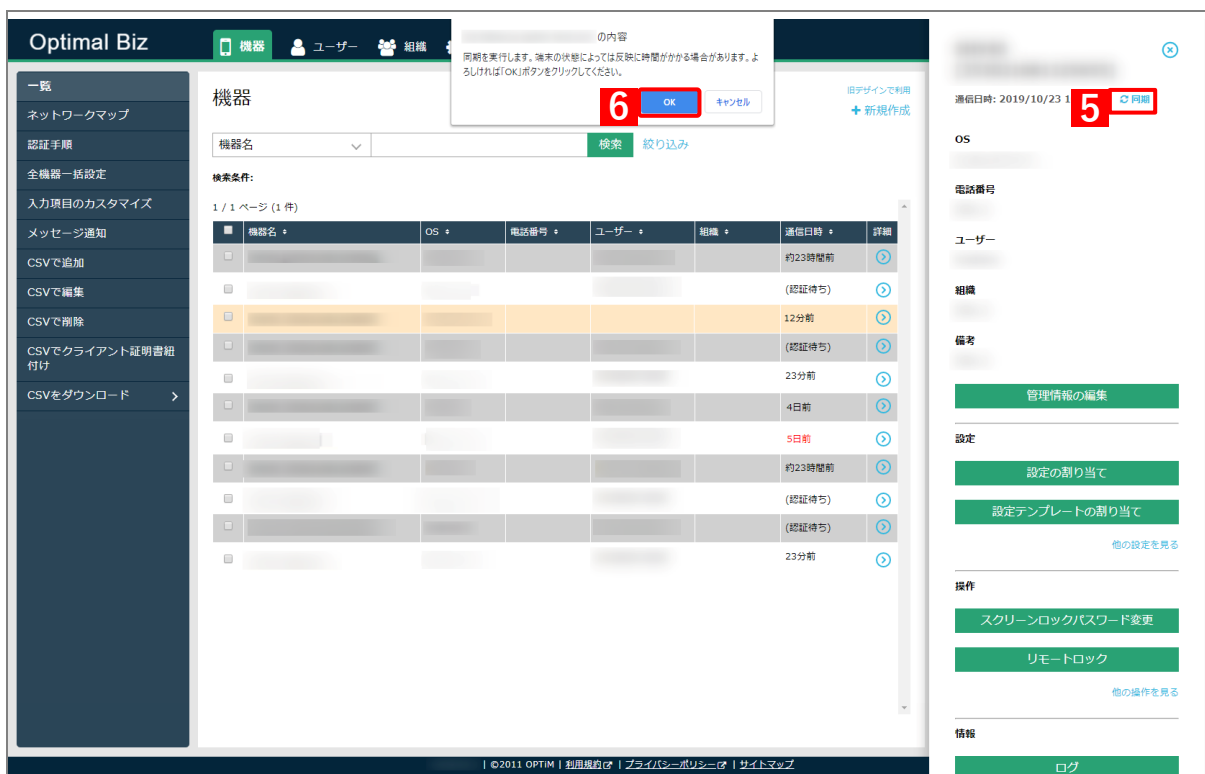 Optimal Biz
機器
ユーザー
組織
の内容
同期を実行します。端末の状態によっては反映に時間がかかる場合があります。よ
ろしければ「OK」ボタンをクリックしてください。
6
OK
キャンセル
一覧
ネットワークマップ
認証手順
全機器一括設定
入力項目のカスタマイズ
メッセージ通知
CSVで追加
CSVで編集
CSVで削除
CSVでクライアント証明書紐
付け
CSVをダウンロード
機器
旧デザインで利用
新規作成
機器名
検索
絞り込み
検索条件:
1 / 1 ページ (1 件)
機器名 OS 電話番号 ユーザー 組織 通信日時 詳細
約23時間前
(認証待ち)
12分前
(認証待ち)
23分前
4日前
5日前
約23時間前
(認証待ち)
(認証待ち)
23分前
通信日時: 2019/10/23 1
5
同期
OS
電話番号
ユーザー
組織
備考
管理情報の編集
設定
設定の割り当て
設定テンプレートの割り当て
他の設定を見る
操作
スクリーンロックパスワード変更
リモートロック
他の操作を見る
情報
ログ
| ©2011 OPTiM | 利用規約 | プライバシーポリシー | サイトマップ